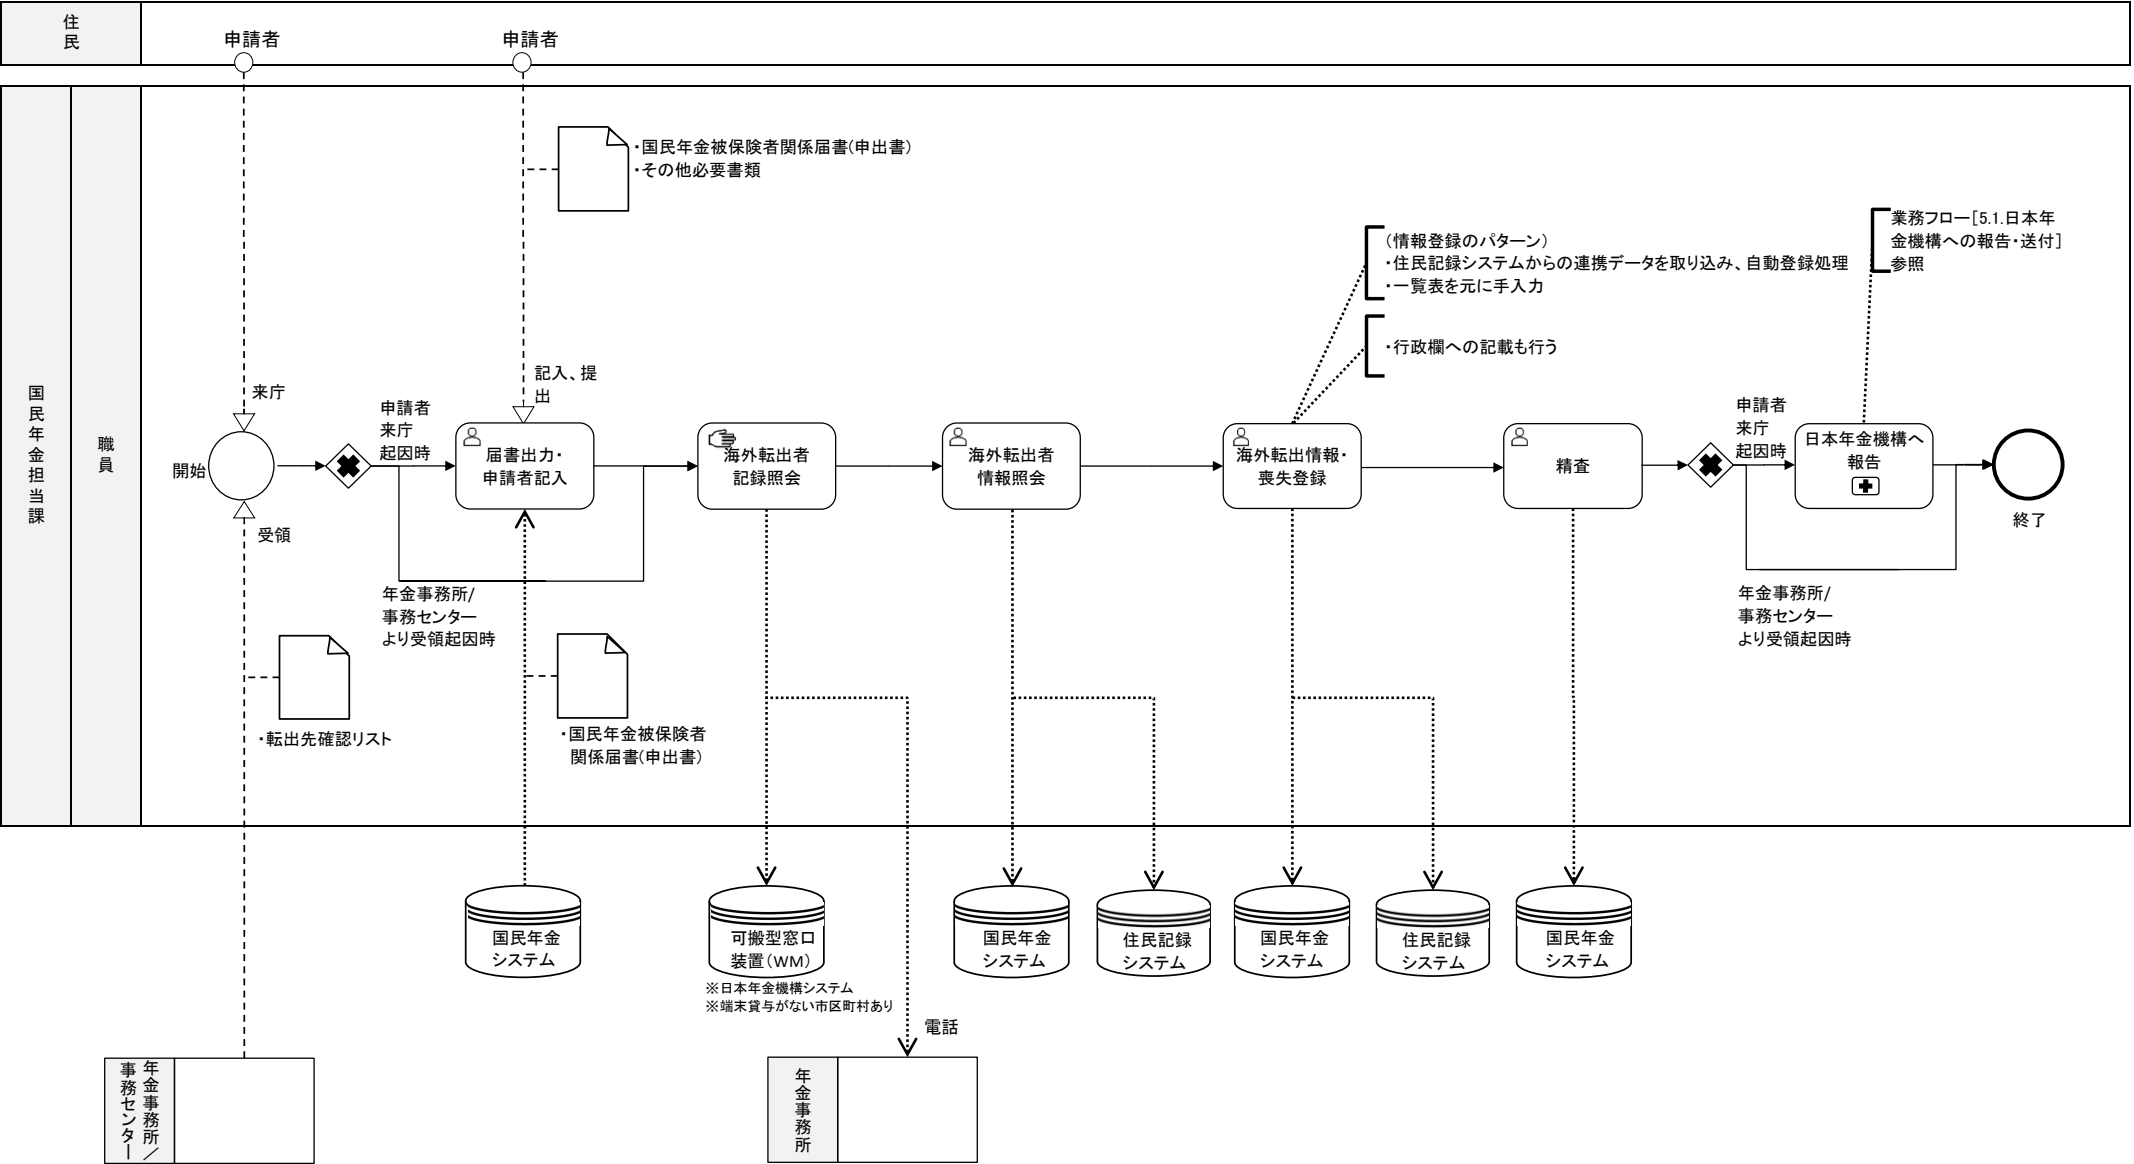 住民
申請者
申請者
国民年金担当課
職員
・国民年金被保険者関係届書(申出書)
・その他必要書類
(情報登録のパターン)
・住民記録システムからの連携データを取り込み、自動登録処理
・一覧表を元に手入力
・行政欄への記載も行う
業務フロー[5.1.日本年
金機構への報告・送付]
参照
来庁
開始
受領
申請者
来庁
起因時
記入、提
出
届書出力・
申請者記入
海外転出者
記録照会
海外転出者
情報照会
海外転出情報・
喪失登録
精査
申請者
来庁
起因時
日本年金機構へ
報告
終了
年金事務所/
事務センター
より受領起因時
年金事務所/
事務センター
より受領起因時
・転出先確認リスト
・国民年金被保険者
関係届書(申出書)
国民年金
システム
可搬型窓口
装置(WM)
※日本年金機構システム
※端末貸与がない市区町村あり
国民年金
システム
住民記録
システム
国民年金
システム
住民記録
システム
国民年金
システム
電話
年金事務所/
事務センター
年金事務所